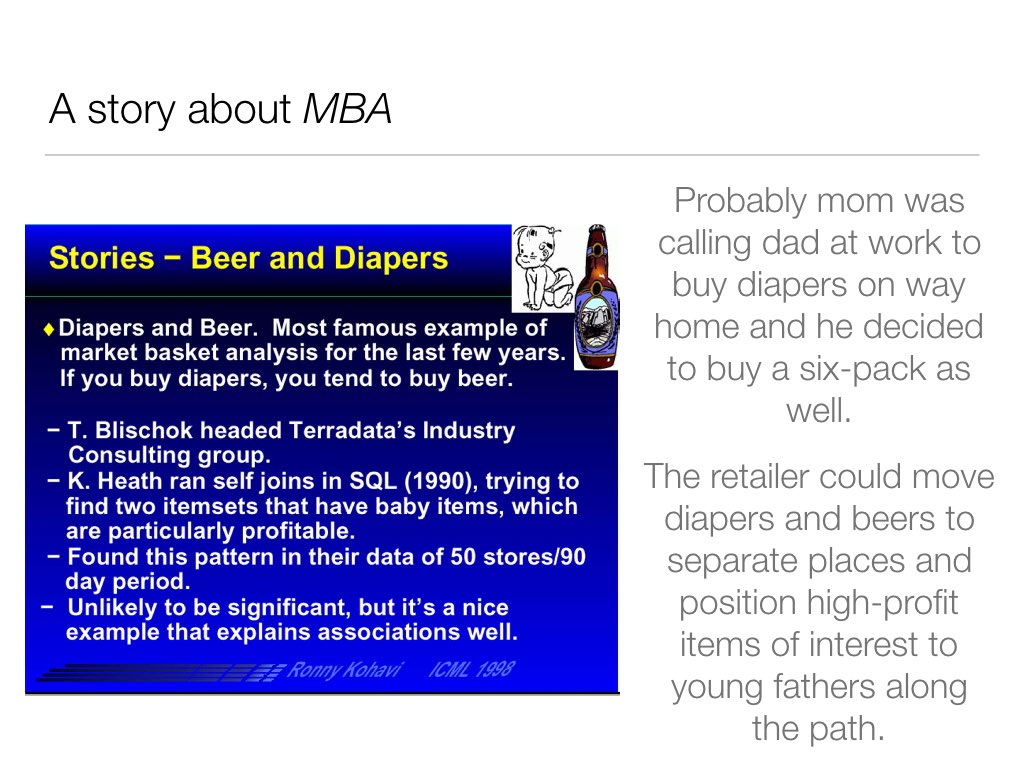 A story about MBA
Stories − Beer and Diapers
♦Diapers and Beer. Most famous example of
market basket analysis for the last few years.
If you buy diapers, you tend to buy beer.
− T. Blischok headed Terradata's Industry
Consulting group.
− K. Heath ran self joins in SQL (1990), trying to
find two itemsets that have baby items, which
are particularly profitable.
− Found this pattern in their data of 50 stores/90
day period.
− Unlikely to be significant, but it's a nice
example that explains associations well.
Ronny Kohavi ICML 1998
Probably mom was
calling dad at work to
buy diapers on way
home and he decided
to buy a six-pack as
well.
The retailer could move
diapers and beers to
separate places and
position high-profit
items of interest to
young fathers along
the path.